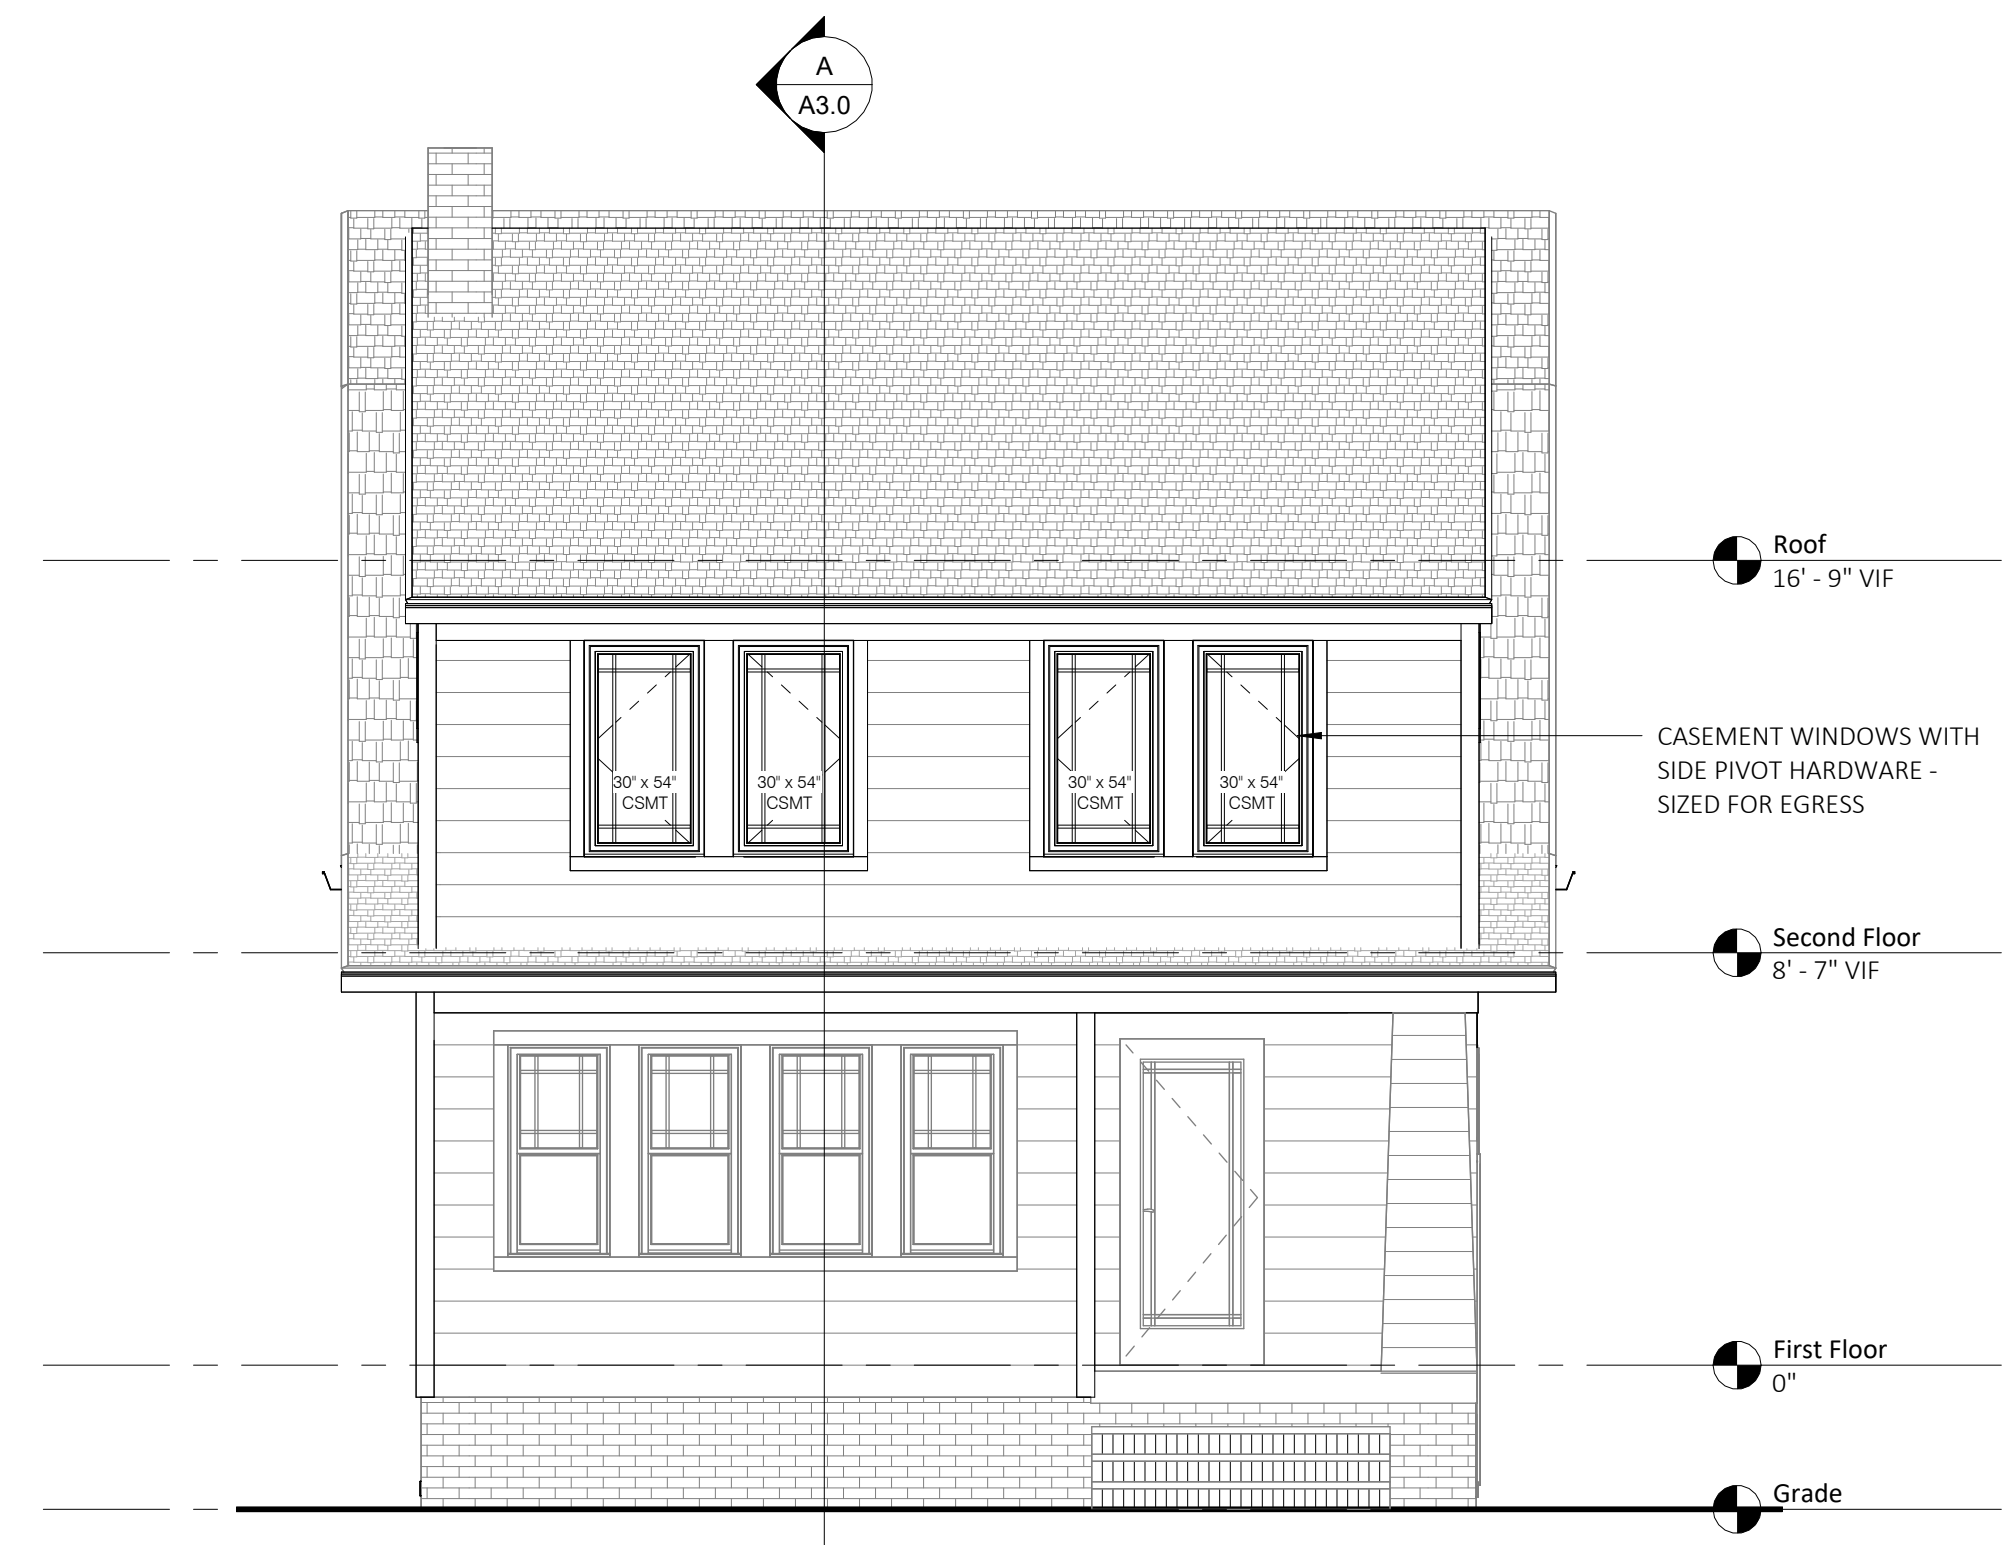 A
A3.0
Roof
16' - 9" VIF
CASEMENT WINDOWS WITH
SIDE PIVOT HARDWARE -
SIZED FOR EGRESS
30" x 54"
CSMT
30" x 54"
CSMT
30" x 54"
CSMT
30" x 54"
CSMT
Second Floor
8' - 7" VIF
First Floor
0"
Grade